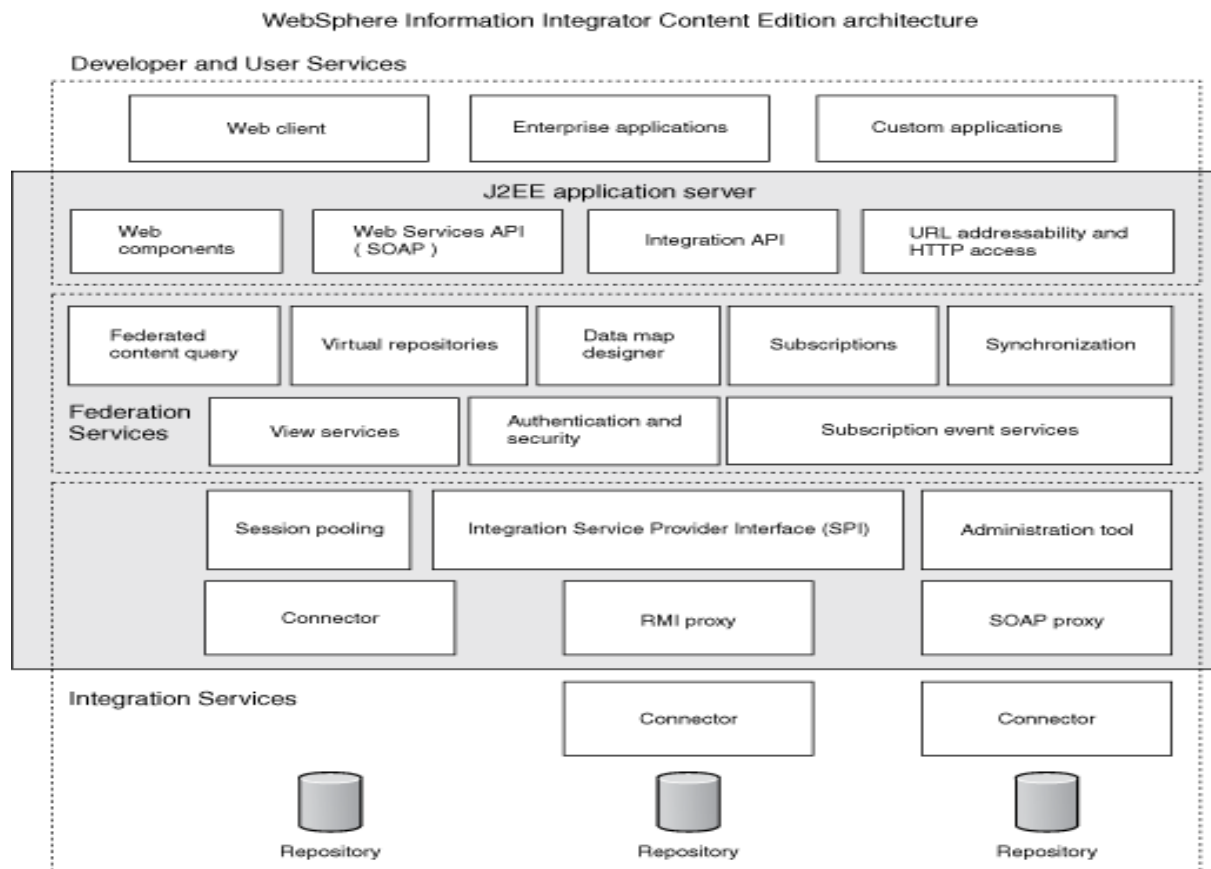 WebSphere Information Integrator Content Edition architecture
Developer and User Services
Web client
Enterprise applications
Custom applications
J2EE application server
Web
components
Web Services API
( SOAP )
Integration API
URL addressability and
HTTP access
Federated
content query
Virtual repositories
Data map
designer
Subscriptions
Synchronization
Federation
Services
View services
Authentication and
security
Subscription event services
Session pooling
Integration Service Provider Interface (SPI)
Administration tool
Connector
RMI proxy
SOAP proxy
Integration Services
Connector
Connector
Repository
Repository
Repository